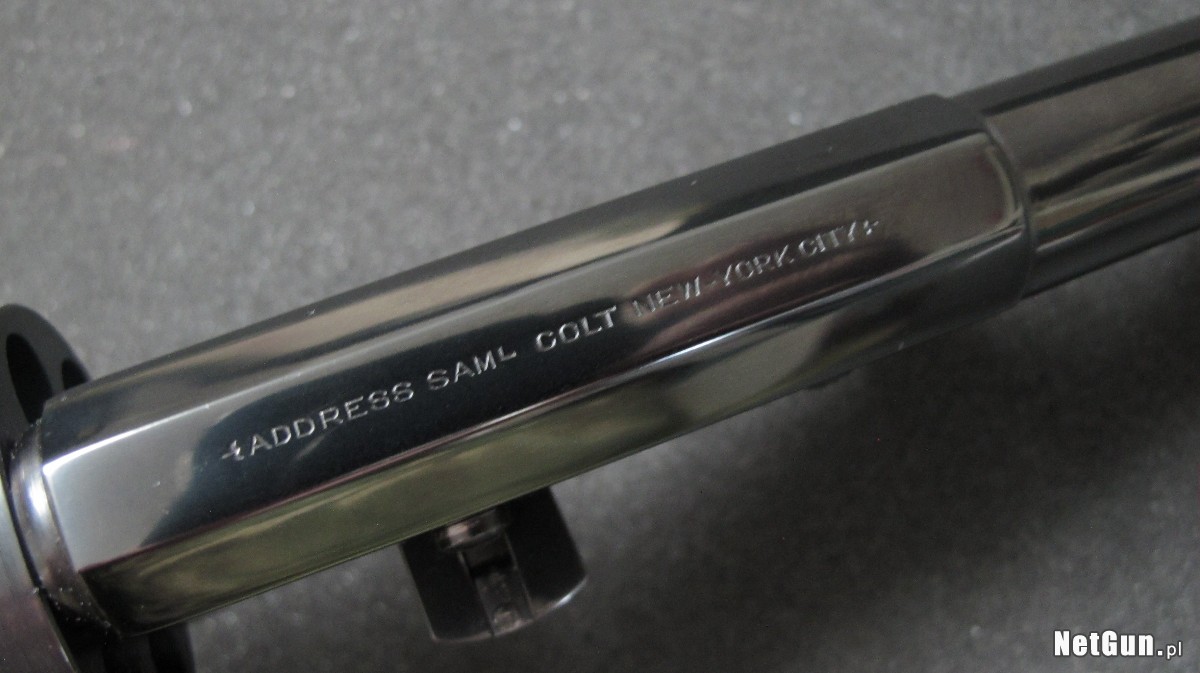 ADDRESS SAMᴸ COLT NEW-YORK CITY
NetGun.pl